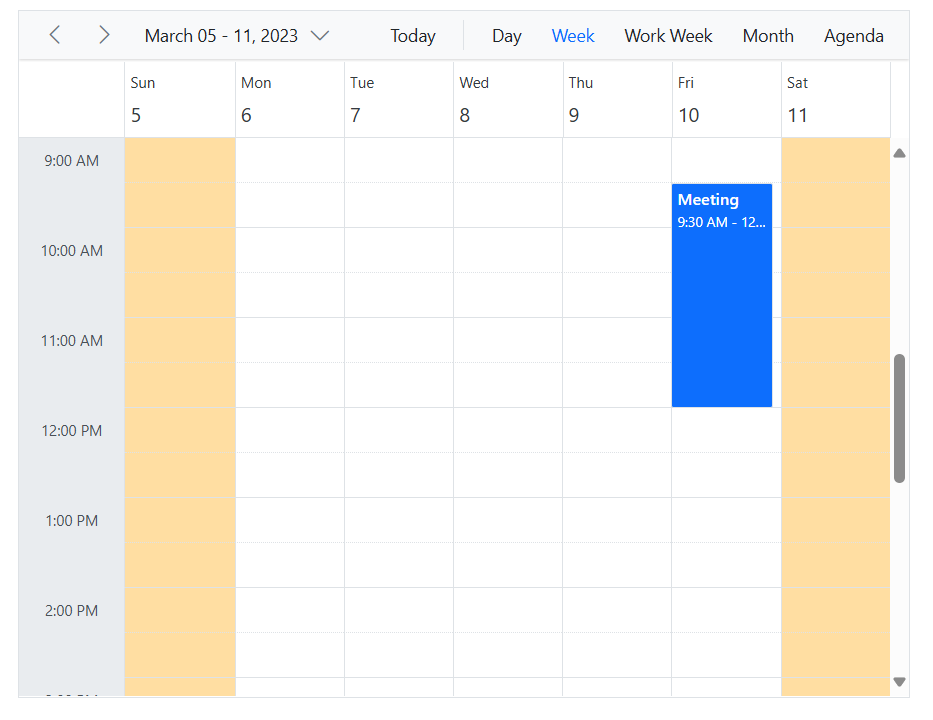 March 05 - 11, 2023 Today Day Week Work Week Month Agenda
Sun Mon Tue Wed Thu Fri Sat
5 6 7 8 9 10 11
9:00 AM
Meeting
9:30 AM - 12...
10:00 AM
11:00 AM
12:00 PM
1:00 PM
2:00 PM